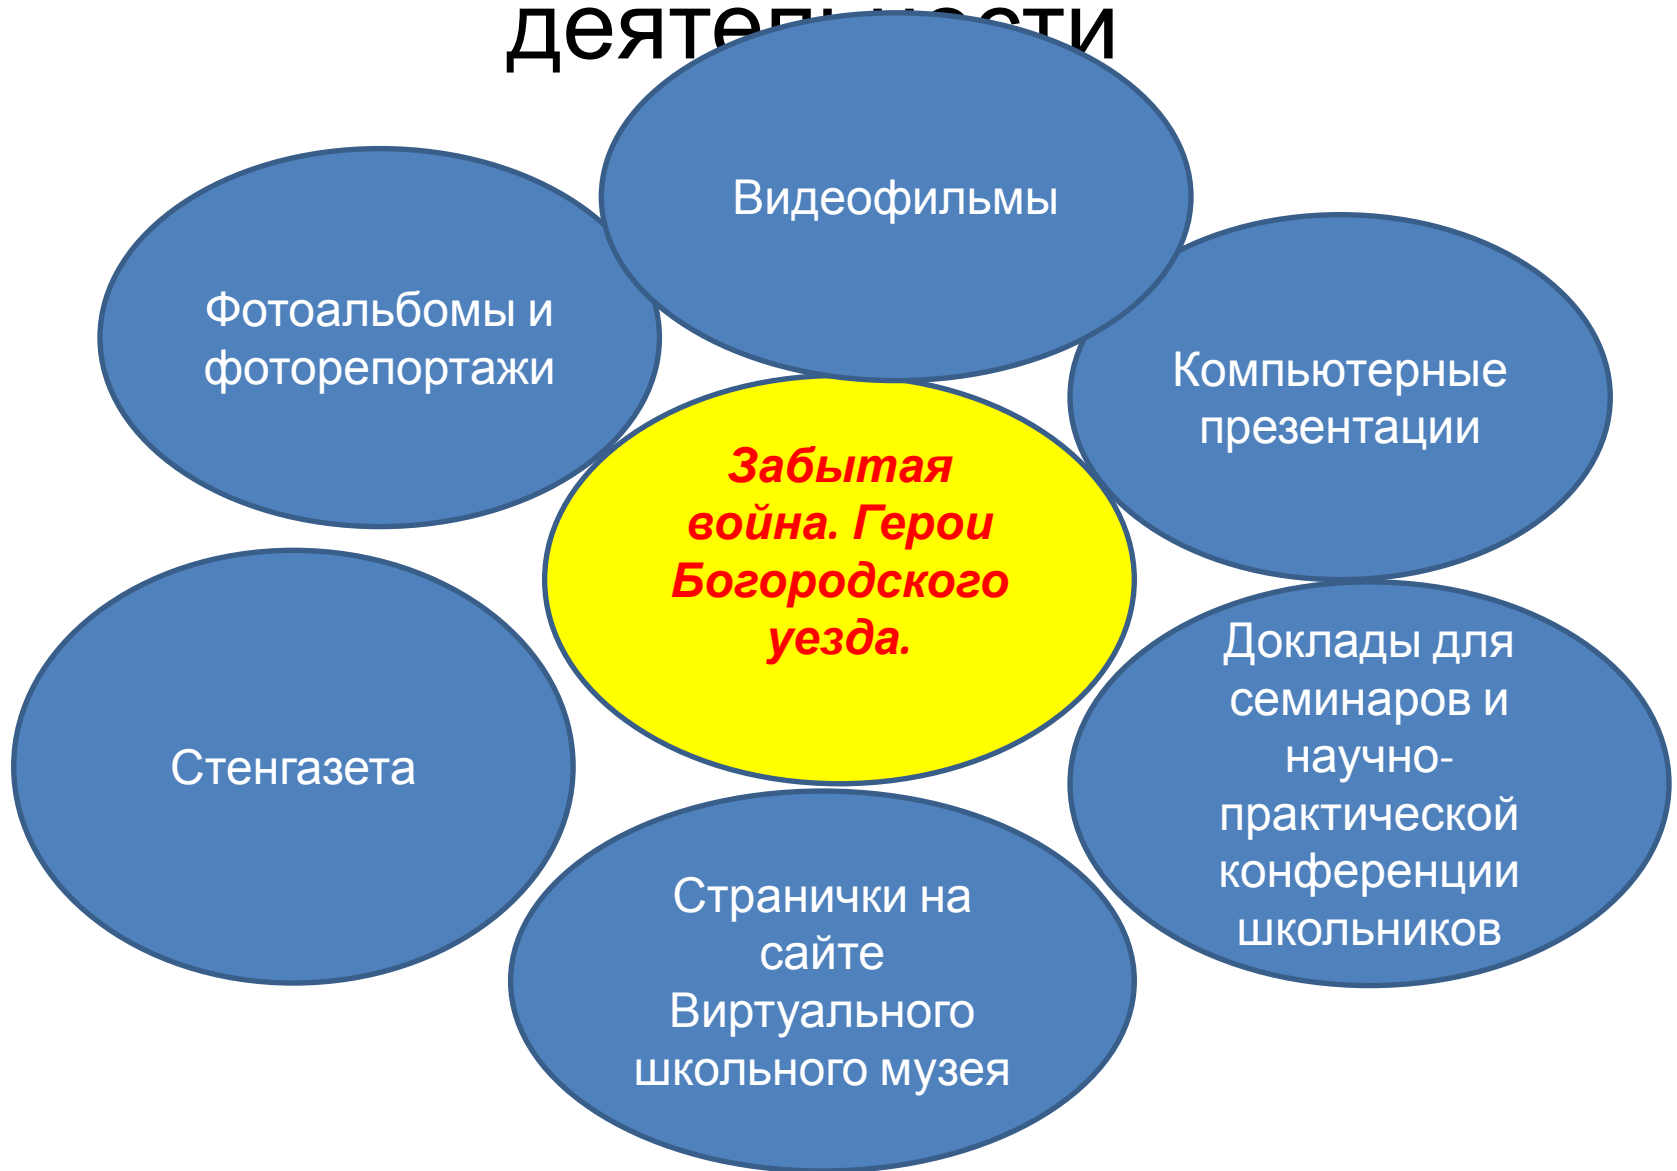 деятельности
Видеофильмы
Фотоальбомы и
фоторепортажи
Компьютерные
презентации
Забытая
война. Герои
Богородского
уезда.
Доклады для
семинаров и
научно-
практической
конференции
школьников
Стенгазета
Странички на
сайте
Виртуального
школьного музея